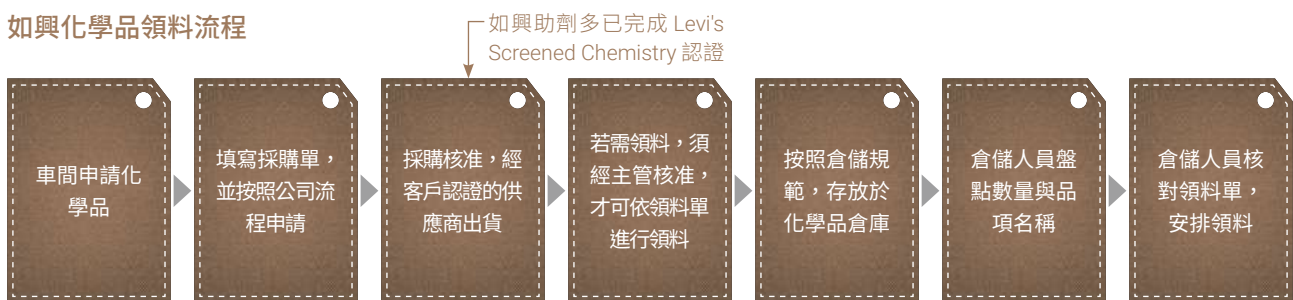 如興化學品領料流程
如興助劑多已完成 Levi's
Screened Chemistry 認證
車間申請化
學品
填寫採購單，
並按照公司流
程申請
採購核准，經
客戶認證的供
應商出貨
若需領料，須
經主管核准，
才可依領料單
進行領料
按照倉儲規
範，存放於
化學品倉庫
倉儲人員盤
點數量與品
項名稱
倉儲人員核
對領料單，
安排領料